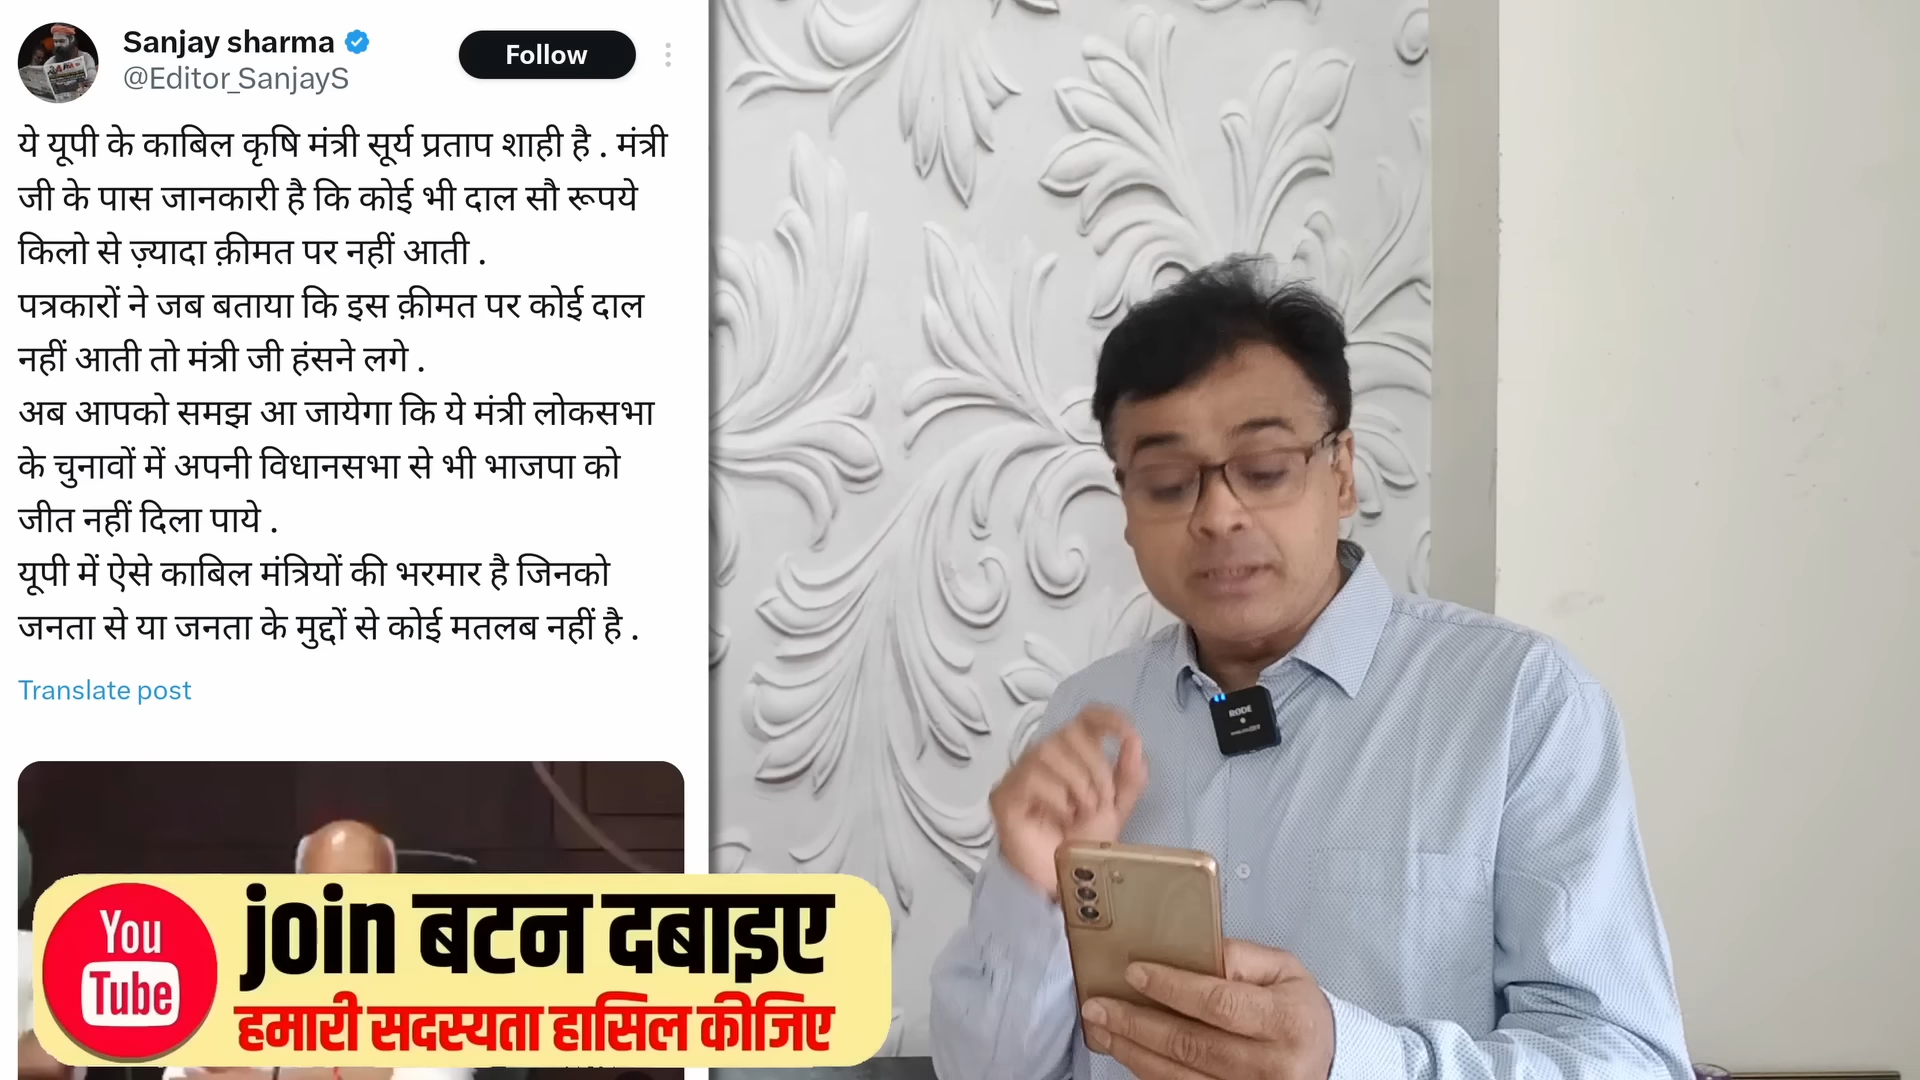 Sanjay sharma
@Editor_SanjayS
Follow
ये यूपी के काबिल कृषि मंत्री सूर्य प्रताप शाही है . मंत्री
जी के पास जानकारी है कि कोई भी दाल सौ रूपये
किलो से ज़्यादा क़ीमत पर नहीं आती .
पत्रकारों ने जब बताया कि इस क़ीमत पर कोई दाल
नहीं आती तो मंत्री जी हंसने लगे .
अब आपको समझ आ जायेगा कि ये मंत्री लोकसभा
के चुनावों में अपनी विधानसभा से भी भाजपा को
जीत नहीं दिला पाये .
यूपी में ऐसे काबिल मंत्रियों की भरमार है जिनको
जनता से या जनता के मुद्दों से कोई मतलब नहीं है .
Translate post
RODE
You
Tube
join बटन दबाइए
हमारी सदस्यता हासिल कीजिए